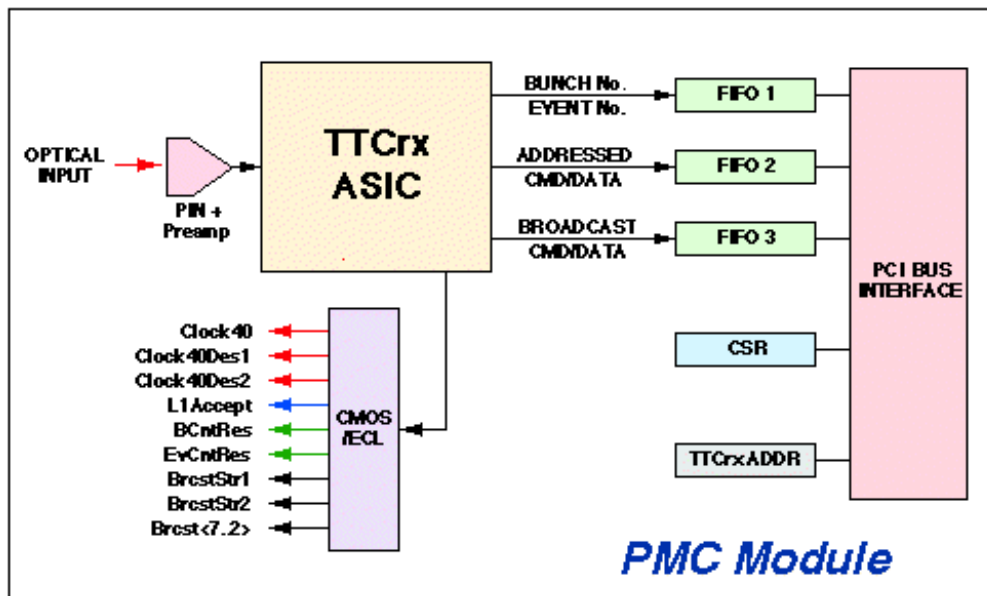 BUNCH No.
EVENT No.
FIFO 1
TTCrx
ASIC
OPTICAL
INPUT
ADDRESSED
CMD/DATA
FIFO 2
PIN +
Preamp
BROADCAST
CMD/DATA
FIFO 3
PCI BUS
INTERFACE
Clock40
Clock40Des1
Clock40Des2
L1Accept
BCntRes
EvCntRes
BrcstStr1
BrcstStr2
Brcst<7..2>
CMOS
/ECL
CSR
TTCrxADDR
PMC Module